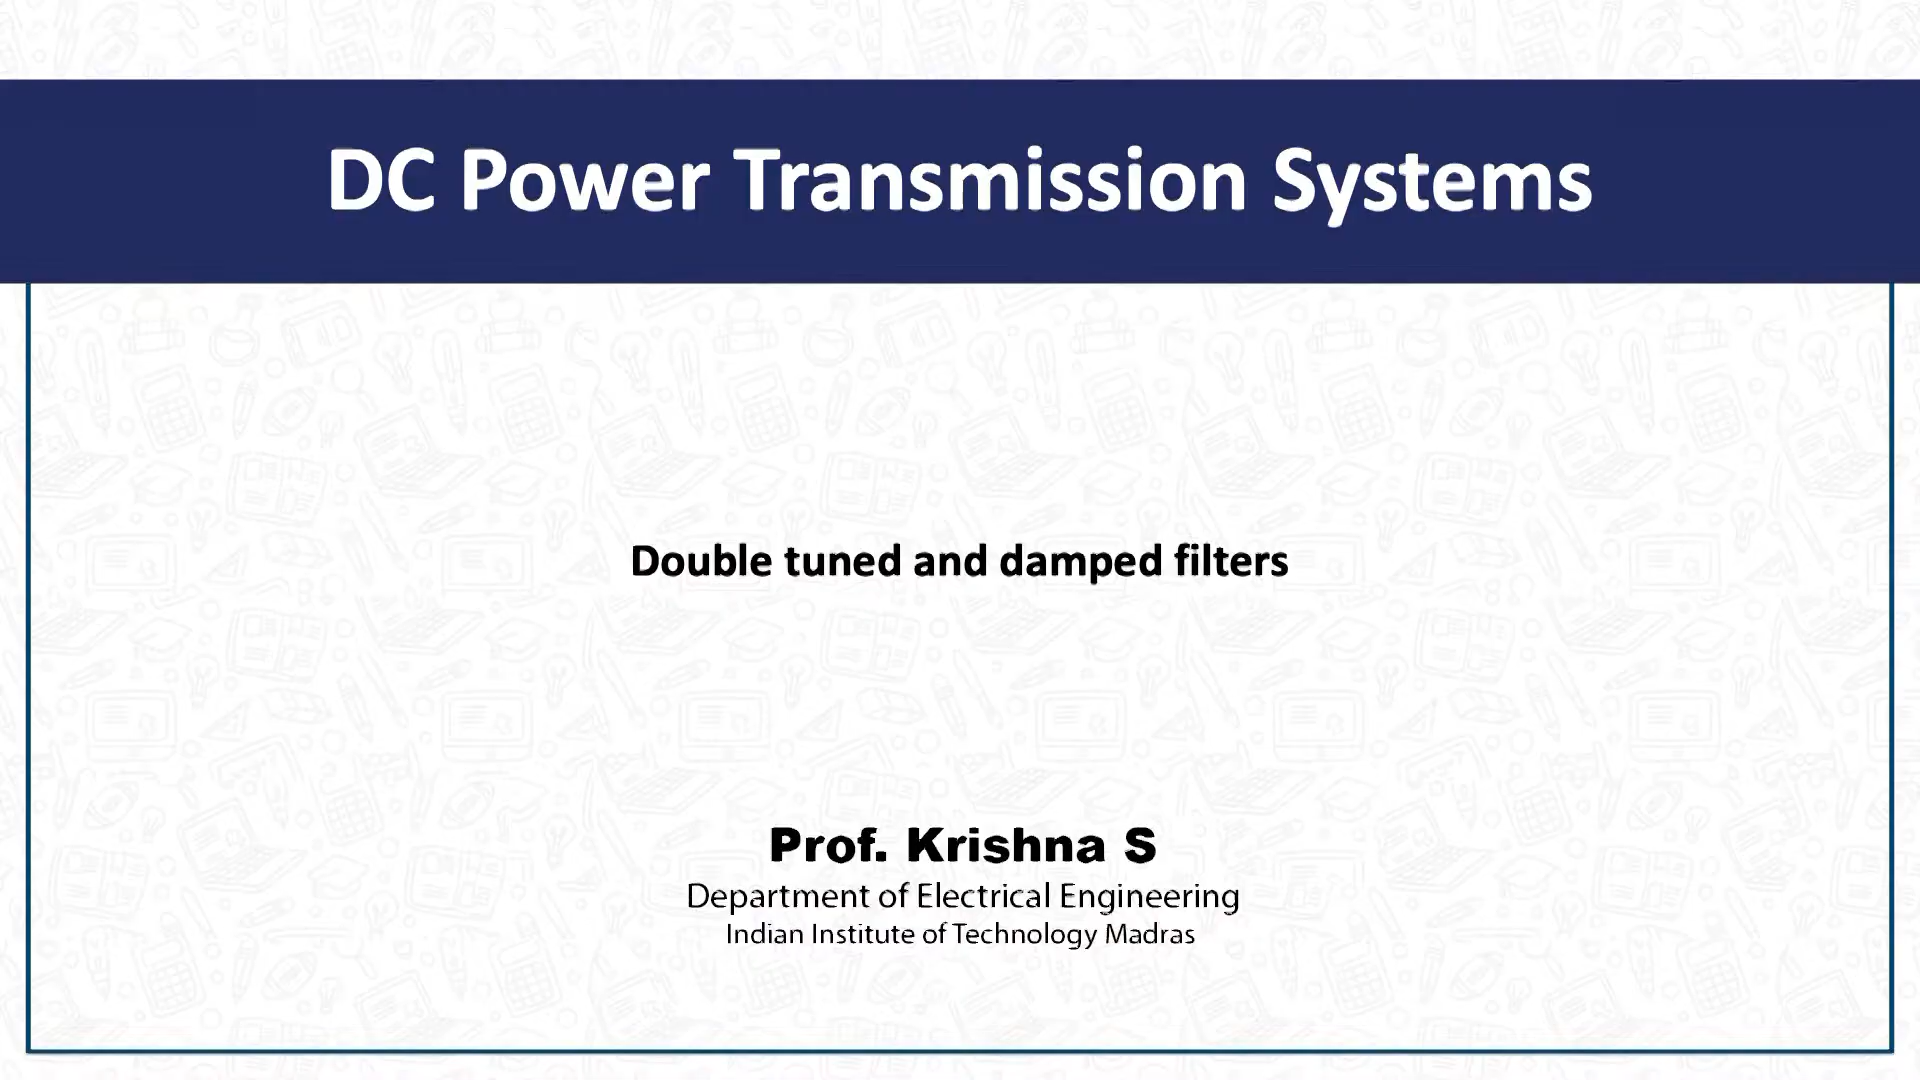 DC Power Transmission Systems
Double tuned and damped filters
Prof. Krishna S
Department of Electrical Engineering
Indian Institute of Technology Madras